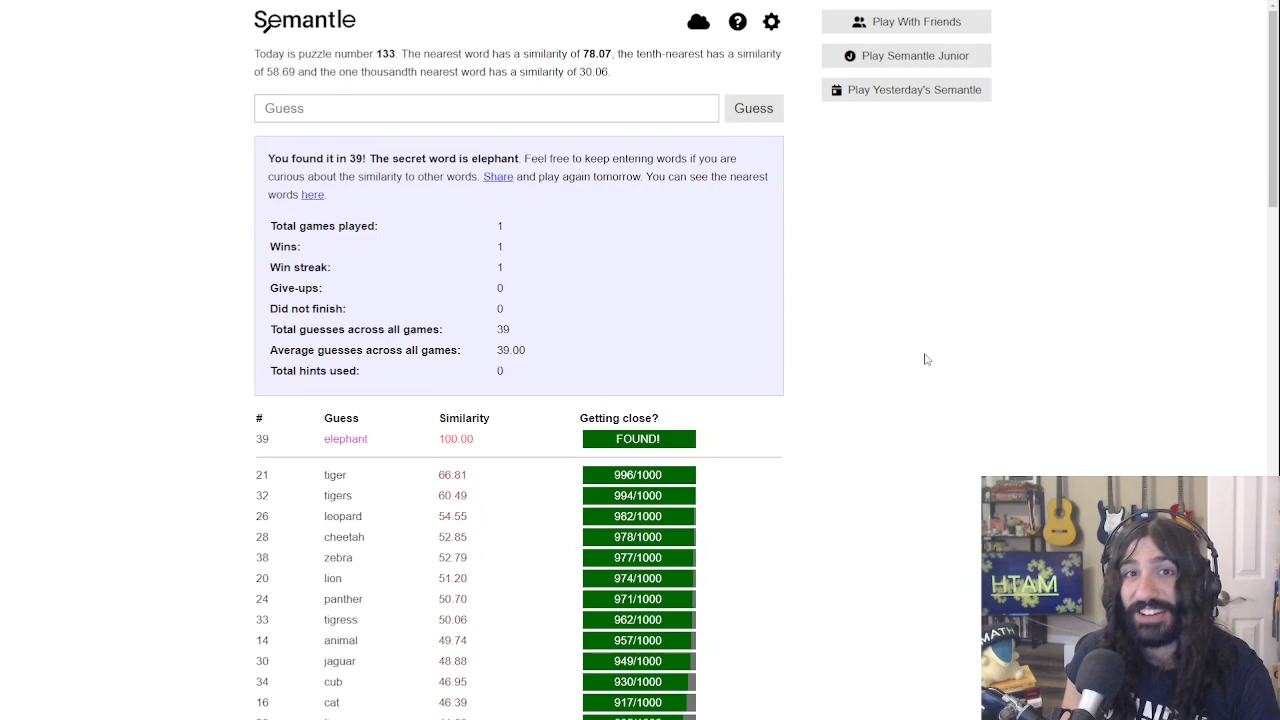 Semantle
Play With Friends
Today is puzzle number 133. The nearest word has a similarity of 78.07, the tenth-nearest has a similarity
of 58.69 and the one thousandth nearest word has a similarity of 30.06.
Play Semantle Junior
Play Yesterday's Semantle
Guess Guess
You found it in 39! The secret word is elephant. Feel free to keep entering words if you are
curious about the similarity to other words. Share and play again tomorrow. You can see the nearest
words here.
Total games played: 1
Wins: 1
Win streak: 1
Give-ups: 0
Did not finish: 0
Total guesses across all games: 39
Average guesses across all games: 39.00
Total hints used: 0
# Guess Similarity Getting close?
39 elephant 100.00 FOUND!
21 tiger 66.81 996/1000
32 tigers 60.49 994/1000
26 leopard 54.55 982/1000
28 cheetah 52.85 978/1000
38 zebra 52.79 977/1000
20 lion 51.20 974/1000
24 panther 50.70 971/1000
33 tigress 50.06 962/1000
14 animal 49.74 957/1000
30 jaguar 48.88 949/1000
34 cub 46.95 930/1000
16 cat 46.39 917/1000
HTAM
MATH